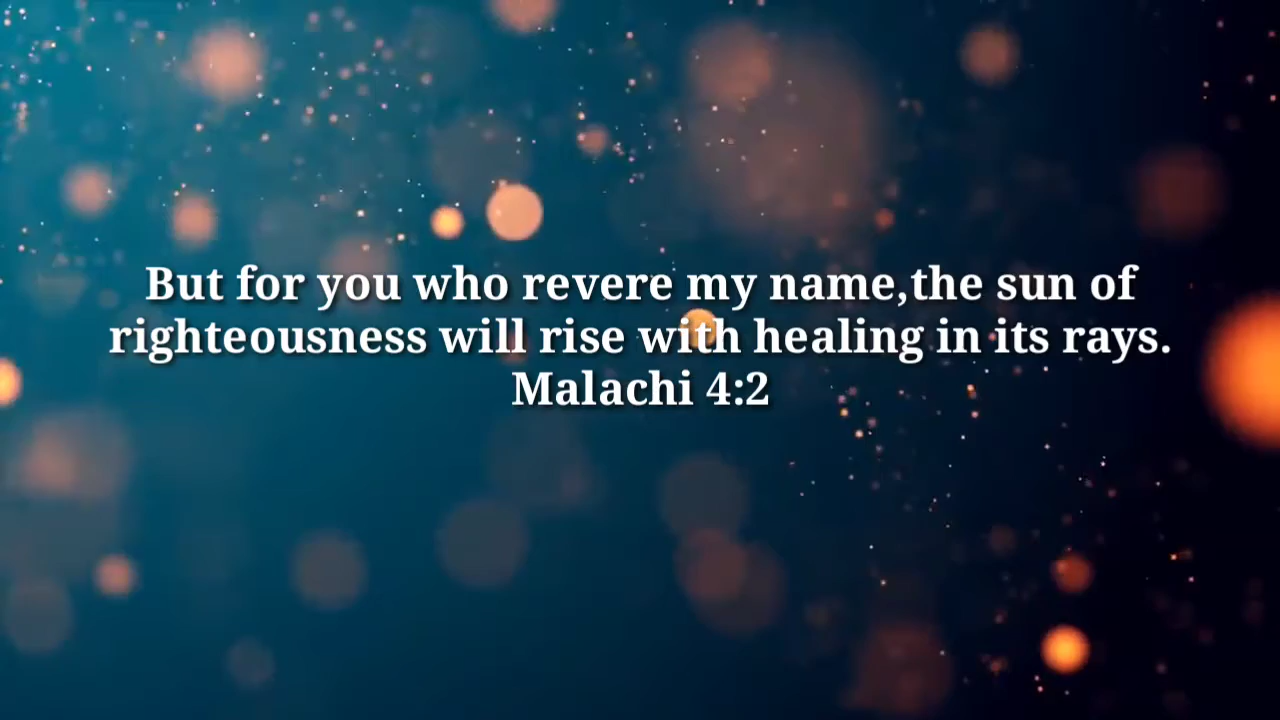 But for you who revere my name,the sun of
righteousness will rise with healing in its rays.
Malachi 4:2